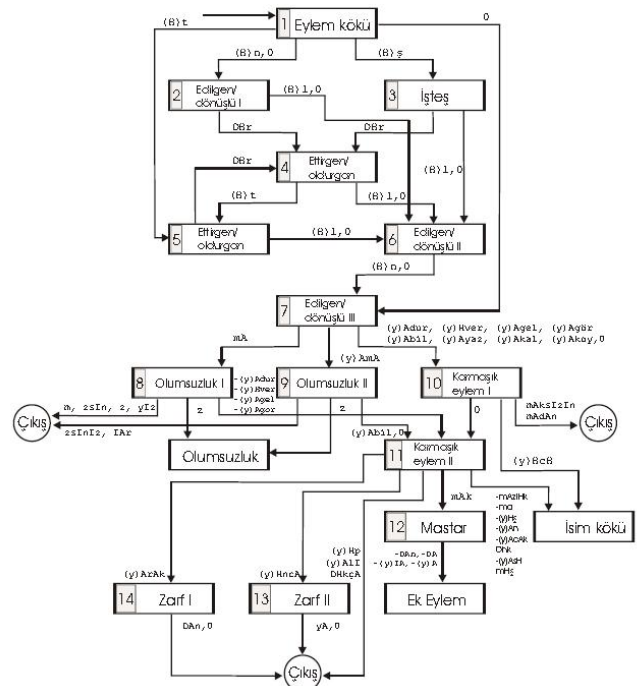 (B)t
1 Eylem kökü
0
(B)n,0
(B)ş
2 Edilgen/
dönüşlü I
(B)l,0
3 İşteş
DBr
DBr
DBr
4 Ettirgen/
oldurgan
(B)l,0
(B)t
(B)l,0
5 Ettirgen/
oldurgan
(B)l,0
6 Edilgen/
dönüşlü II
(B)n,0
7 Edilgen/
dönüşlü III
mA
(y)AmA
(y)Adur, (y)Hver, (y)Agel, (y)Agör
(y)Abil, (y)Ayaz, (y)Akal, (y)Akoy,0
8 Olumsuzluk I
-(y)Adur
-(y)Hver
-(y)Agel
-(y)Agor
9 Olumsuzluk II
10 Karmaşık
eylem I
m, zsIn, z, yIz
z
z
0
mAksIzIn
mAdAn
Çıkış
Çıkış
zsInIz, lAr
(y)Abil,0
Olumsuzluk
11 Karmaşık
eylem II
(y)BcB
mAk
-mAzlHk
-ma
-(y)Hş
-(y)An
-(y)AcAk
DHk
-(y)AsH
mHş
12 Mastar
İsim kökü
(y)Hp
(y)AlI
DHkçA
-DAn,-DA
-(y)lA,-(y)A
(y)ArAk
(y)HncA
14 Zarf I
13 Zarf II
Ek Eylem
DAn,0
yA,0
Çıkış